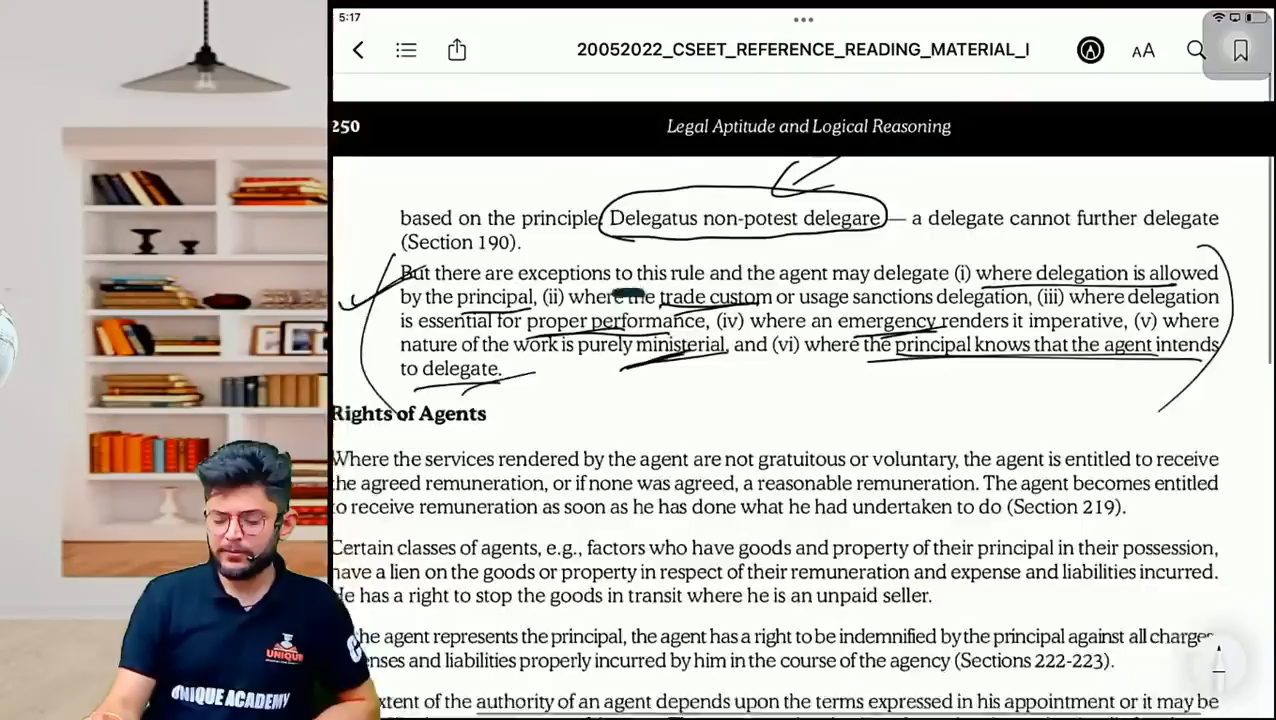 5:17
20052022_CSEET_REFERENCE_READING_MATERIAL_I
AA
250
Legal Aptitude and Logical Reasoning
based on the principle Delegatus non-potest delegare — a delegate cannot further delegate
(Section 190).
But there are exceptions to this rule and the agent may delegate (i) where delegation is allowed
by the principal, (ii) where the trade custom or usage sanctions delegation, (iii) where delegation
is essential for proper performance, (iv) where an emergency renders it imperative, (v) where
nature of the work is purely ministerial, and (vi) where the principal knows that the agent intends
to delegate.
Rights of Agents
Where the services rendered by the agent are not gratuitous or voluntary, the agent is entitled to receive
the agreed remuneration, or if none was agreed, a reasonable remuneration. The agent becomes entitled
to receive remuneration as soon as he has done what he had undertaken to do (Section 219).
Certain classes of agents, e.g., factors who have goods and property of their principal in their possession,
have a lien on the goods or property in respect of their remuneration and expense and liabilities incurred.
He has a right to stop the goods in transit where he is an unpaid seller.
he agent represents the principal, the agent has a right to be indemnified by the principal against all charges,
enses and liabilities properly incurred by him in the course of the agency (Sections 222-223).
xtent of the authority of an agent depends upon the terms expressed in his appointment or it may be
UNIQUE
UNIQUE ACADEMY